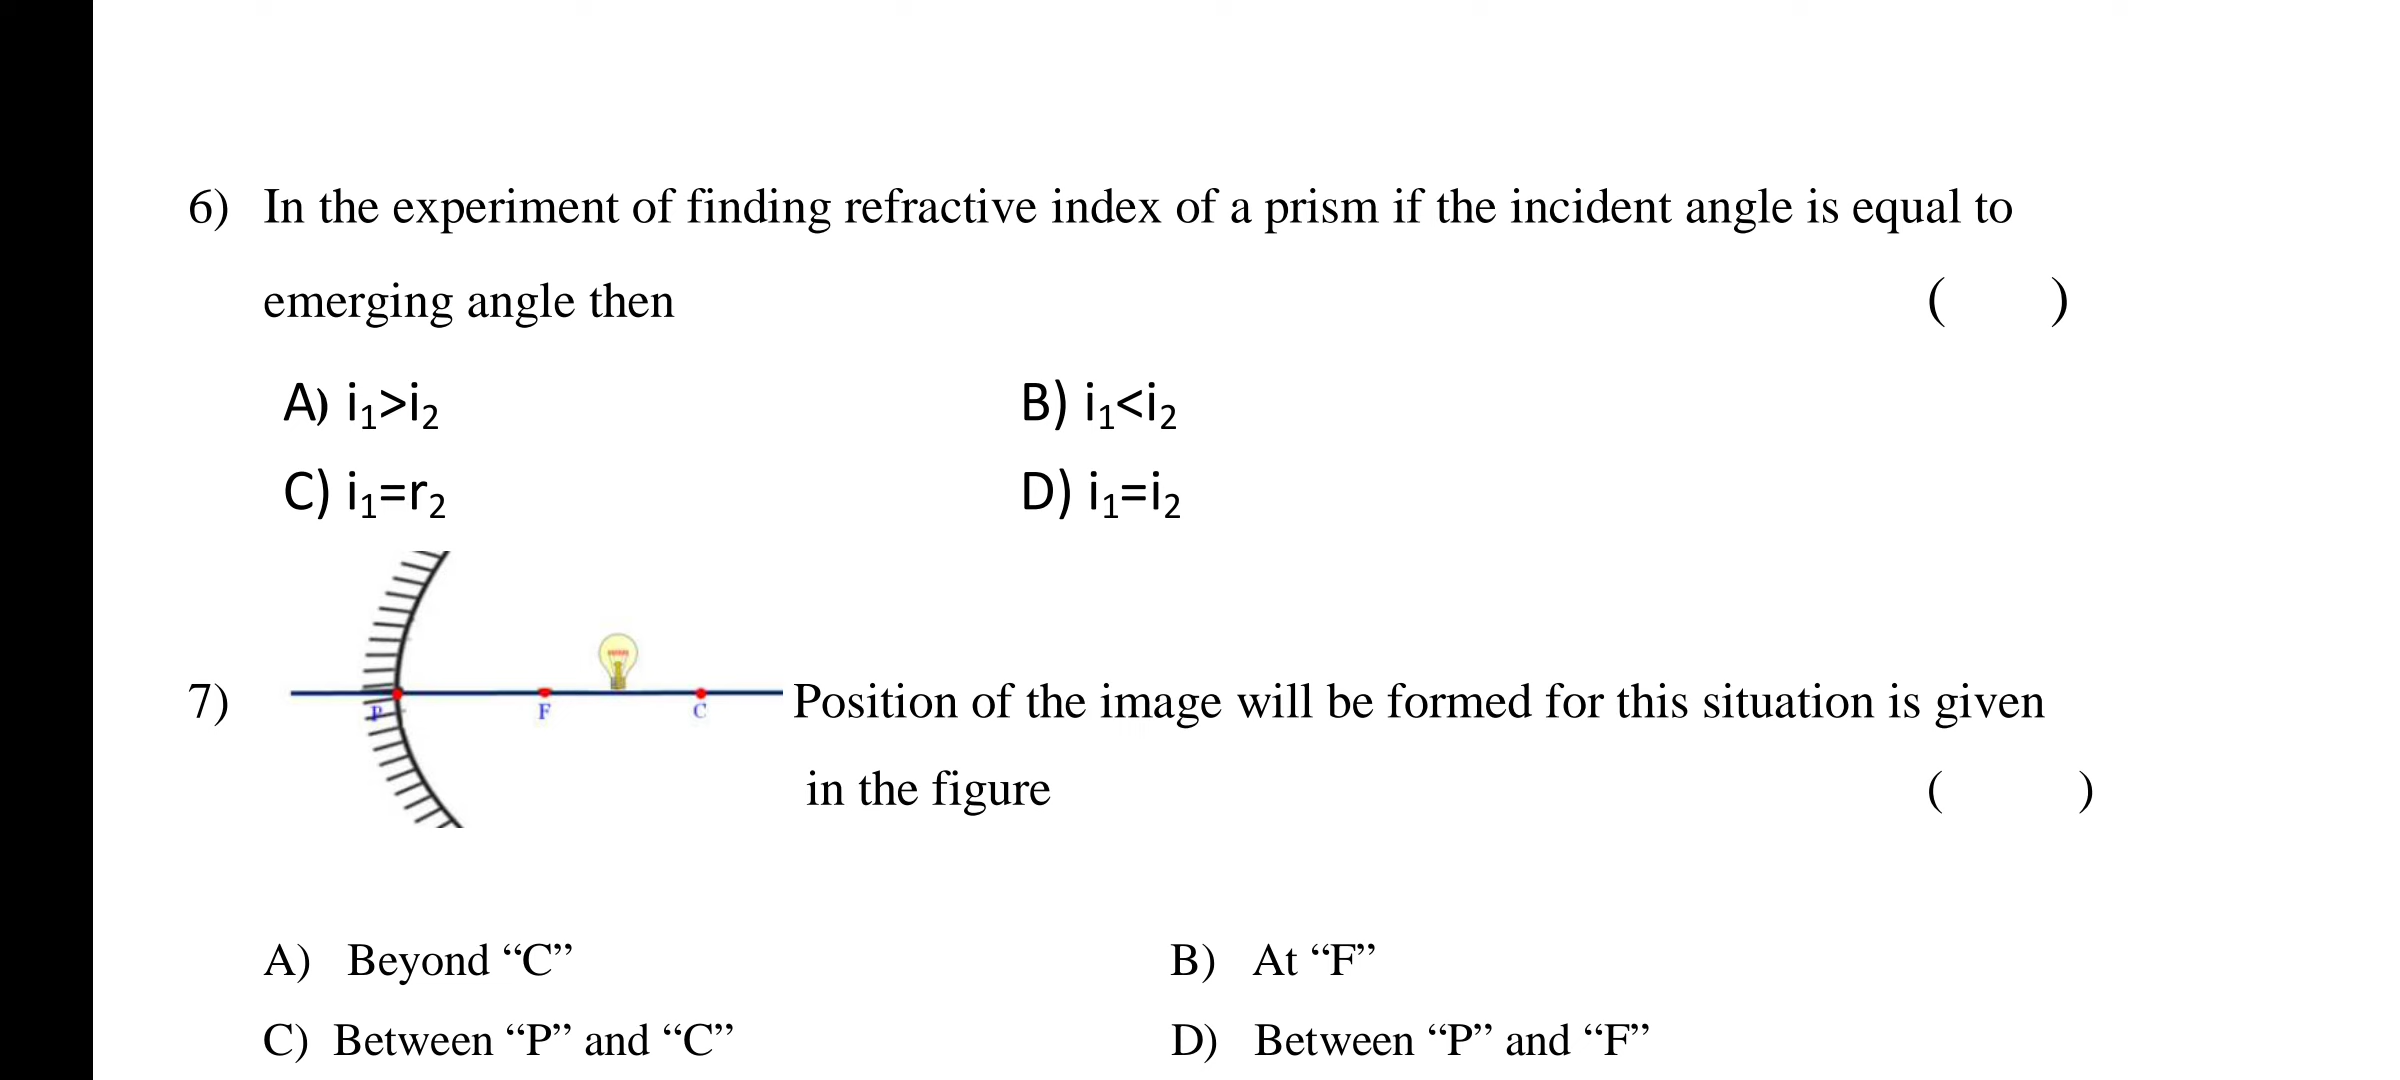 6) In the experiment of finding refractive index of a prism if the incident angle is equal to
emerging angle then ( )
A) i₁>i₂ B) i₁<i₂
C) i₁=r₂ D) i₁=i₂
P F C
7) Position of the image will be formed for this situation is given
in the figure ( )
A) Beyond “C” B) At “F”
C) Between “P” and “C” D) Between “P” and “F”